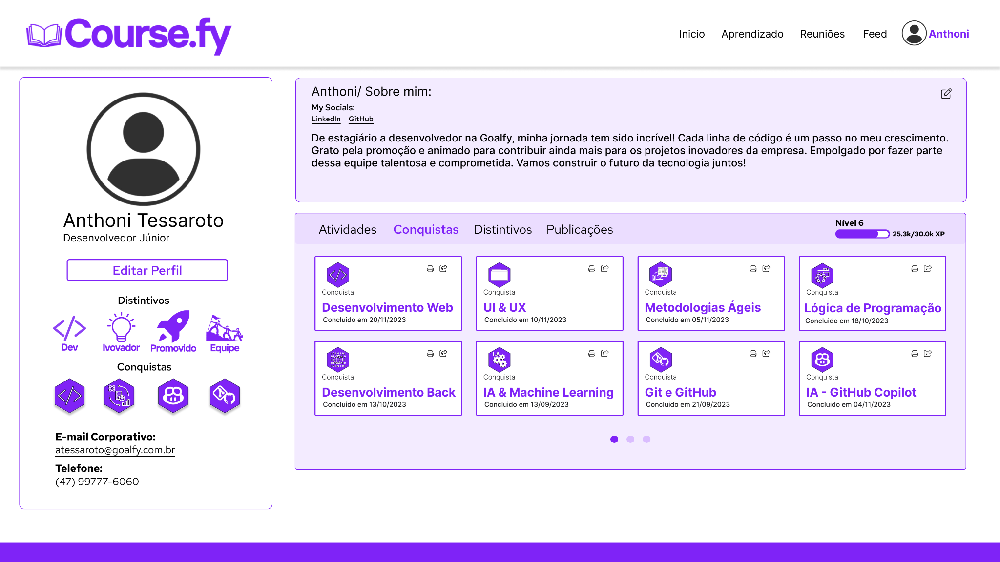 Course.fy
Inicio Aprendizado Reuniões Feed Anthoni
Anthoni Tessaroto
Desenvolvedor Júnior
Editar Perfil
Distintivos
Dev Ivovador Promovido Equipe
Conquistas
E-mail Corporativo:
atessaroto@goalfy.com.br
Telefone:
(47) 99777-6060
Anthoni/ Sobre mim:
My Socials:
LinkedIn GitHub
De estagiário a desenvolvedor na Goalfy, minha jornada tem sido incrível! Cada linha de código é um passo no meu crescimento.
Grato pela promoção e animado para contribuir ainda mais para os projetos inovadores da empresa. Empolgado por fazer parte
dessa equipe talentosa e comprometida. Vamos construir o futuro da tecnologia juntos!
Atividades Conquistas Distintivos Publicações
Nível 6
25.3k/30.0k XP
Conquista
Desenvolvimento Web
Concluido em 20/11/2023
Conquista
UI & UX
Concluido em 10/11/2023
Conquista
Metodologias Ágeis
Concluido em 05/11/2023
Conquista
Lógica de Programação
Concluido em 18/10/2023
Conquista
Desenvolvimento Back
Concluido em 13/10/2023
I.A
Conquista
IA & Machine Learning
Concluido em 13/09/2023
Conquista
Git e GitHub
Concluido em 21/09/2023
Conquista
IA - GitHub Copilot
Concluido em 04/11/2023